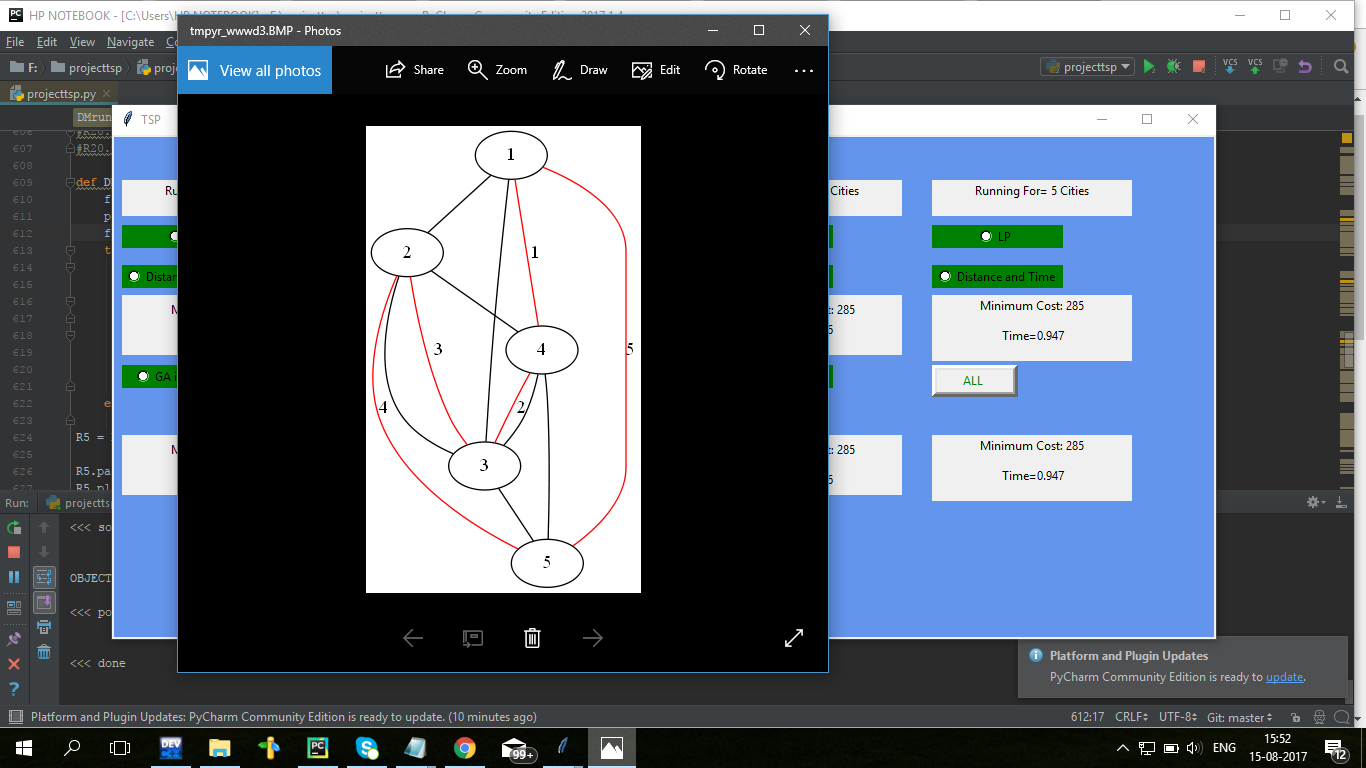 HP NOTEBOOK - [C:\Users\HP NOTEBOOK
PyCharm Community Edition 2017.1.4
tmpyr_wwwd3.BMP - Photos
File Edit View Navigate
View all photos
Share Zoom Draw Edit Rotate
F: projecttsp
projecttsp
VCS VCS
projecttsp.py
DMrun
TSP
606 #R20.
607 #R20.
608
609 def D
610 f
611 p
612 f
613 t
614
615
616
617
618
619
620
621
622 e
623
624 R5 =
625
626 R5.pa
627 R5.pl
Ru
Cities
Running For= 5 Cities
LP
Distan
Distance and Time
M
t: 285
6
Minimum Cost: 285
Time=0.947
GA i
ALL
M
t: 285
6
Minimum Cost: 285
Time=0.947
1
2
1
3
4
5
4
2
3
5
Run: projectts
<<< so
OBJECT
<<< po
<<< done
Platform and Plugin Updates
PyCharm Community Edition is ready to update.
Platform and Plugin Updates: PyCharm Community Edition is ready to update. (10 minutes ago)
612:17 CRLF UTF-8 Git: master
DEV
PC
99+
ENG
15:52
15-08-2017
12